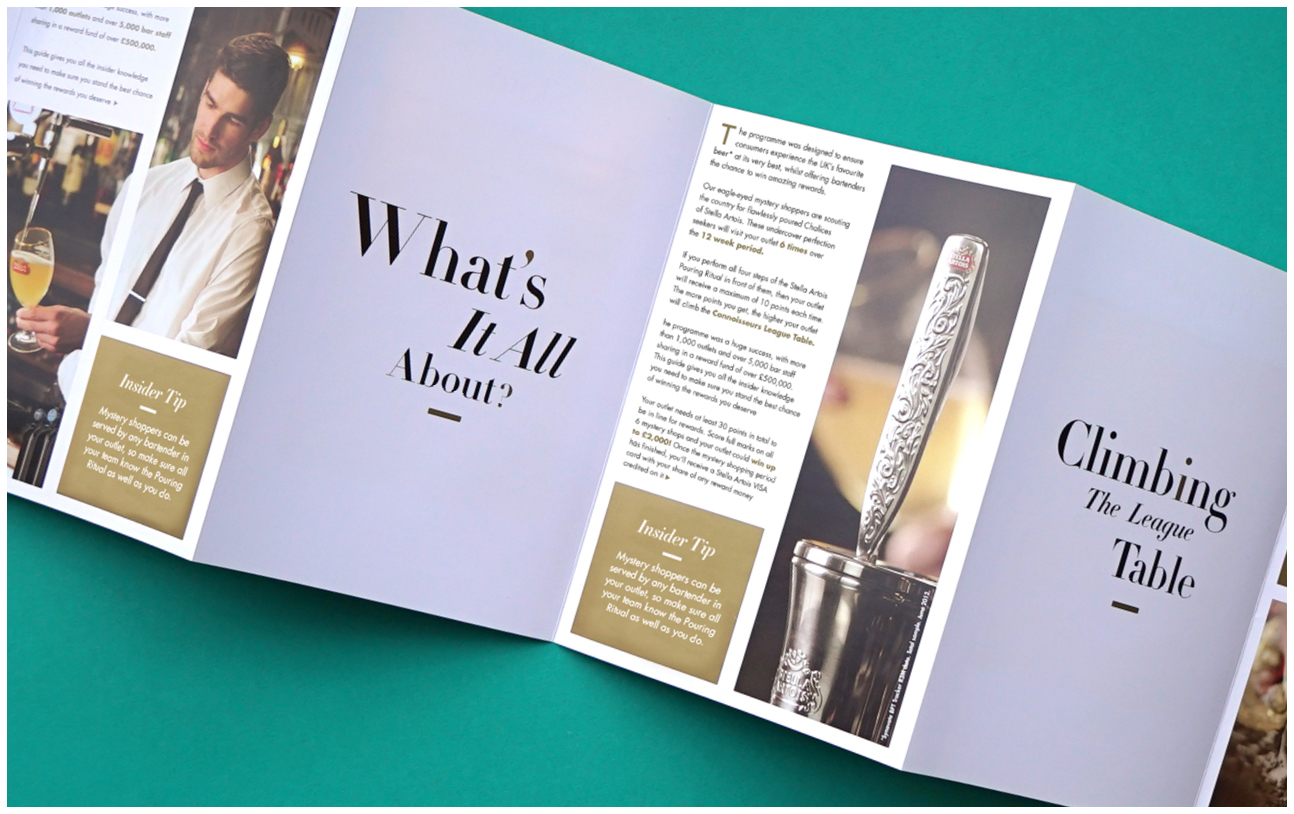 success, with more
1,000 outlets and over 5,000 bar staff
sharing in a reward fund of over £500,000.
This guide gives you all the insider knowledge
you need to make sure you stand the best chance
of winning the rewards you deserve ▸
Insider Tip
Mystery shoppers can be
served by any bartender in
your outlet, so make sure all
your team know the Pouring
Ritual as well as you do.
What's
It All
About?
The programme was designed to ensure
consumers experience the UK's favourite
beer* at its very best, whilst offering bartenders
the chance to win amazing rewards.
Our eagle-eyed mystery shoppers are scouting
the country for flawlessly poured Chalices
of Stella Artois. These undercover perfection
seekers will visit your outlet 6 times over
the 12 week period.
If you perform all four steps of the Stella Artois
Pouring Ritual in front of them, then your outlet
will receive a maximum of 10 points each time.
The more points you get, the higher your outlet
will climb the Connoisseurs League Table.
he programme was a huge success, with more
than 1,000 outlets and over 5,000 bar staff
sharing in a reward fund of over £500,000.
This guide gives you all the insider knowledge
you need to make sure you stand the best chance
of winning the rewards you deserve
Your outlet needs at least 30 points in total to
be in line for rewards. Score full marks on all
6 mystery shops and your outlet could win up
to £2,000! Once the mystery shopping period
has finished, you'll receive a Stella Artois VISA
card with your share of any reward money
credited on it ▸
Insider Tip
Mystery shoppers can be
served by any bartender in
your outlet, so make sure all
your team know the Pouring
Ritual as well as you do.
STELLA
ARTOIS
STELLA
ARTOIS
Climbing
The League
Table